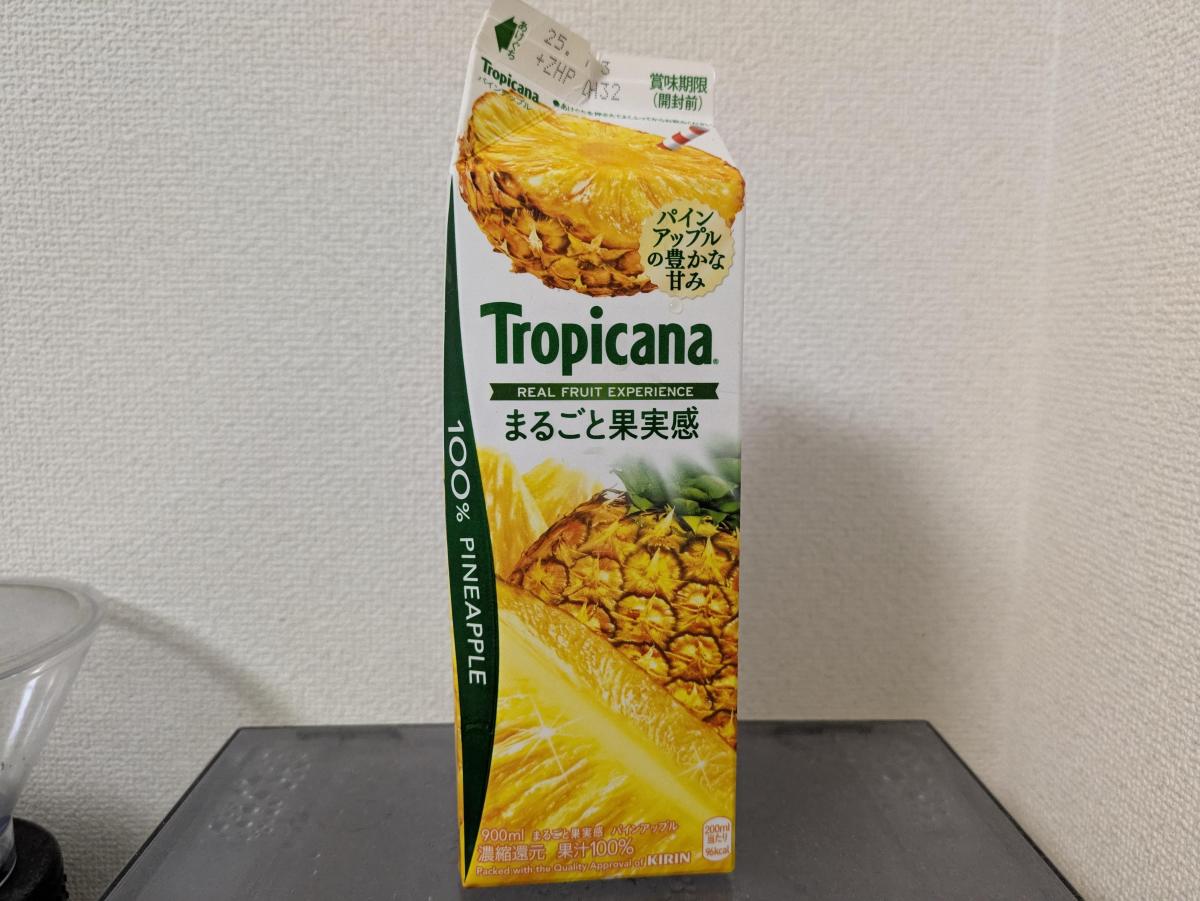 あけぐち
25.
+ZHP
賞味期限
(開封前)
Tropicana
パインアップル
パイン
アップル
の豊かな
甘み
Tropicana®
REAL FRUIT EXPERIENCE
まるごと果実感
100% PINEAPPLE
900ml まるごと果実感 パインアップル
濃縮還元 果汁100%
Packed with the Quality Approval of KIRIN
200ml
当たり
96kcal